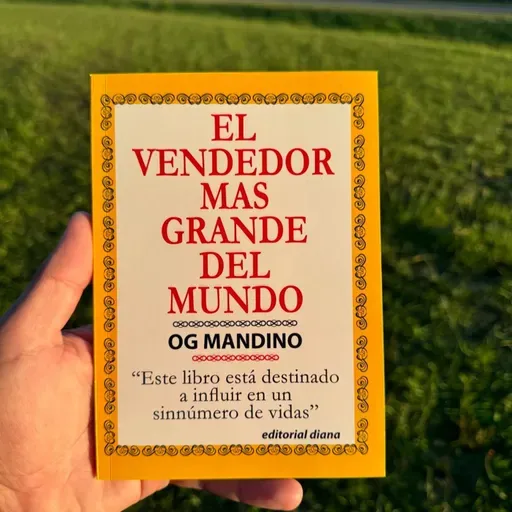 EL
VENDEDOR
MAS
GRANDE
DEL
MUNDO
OG MANDINO
“Este libro está destinado
a influir en un
sinnúmero de vidas”
editorial diana